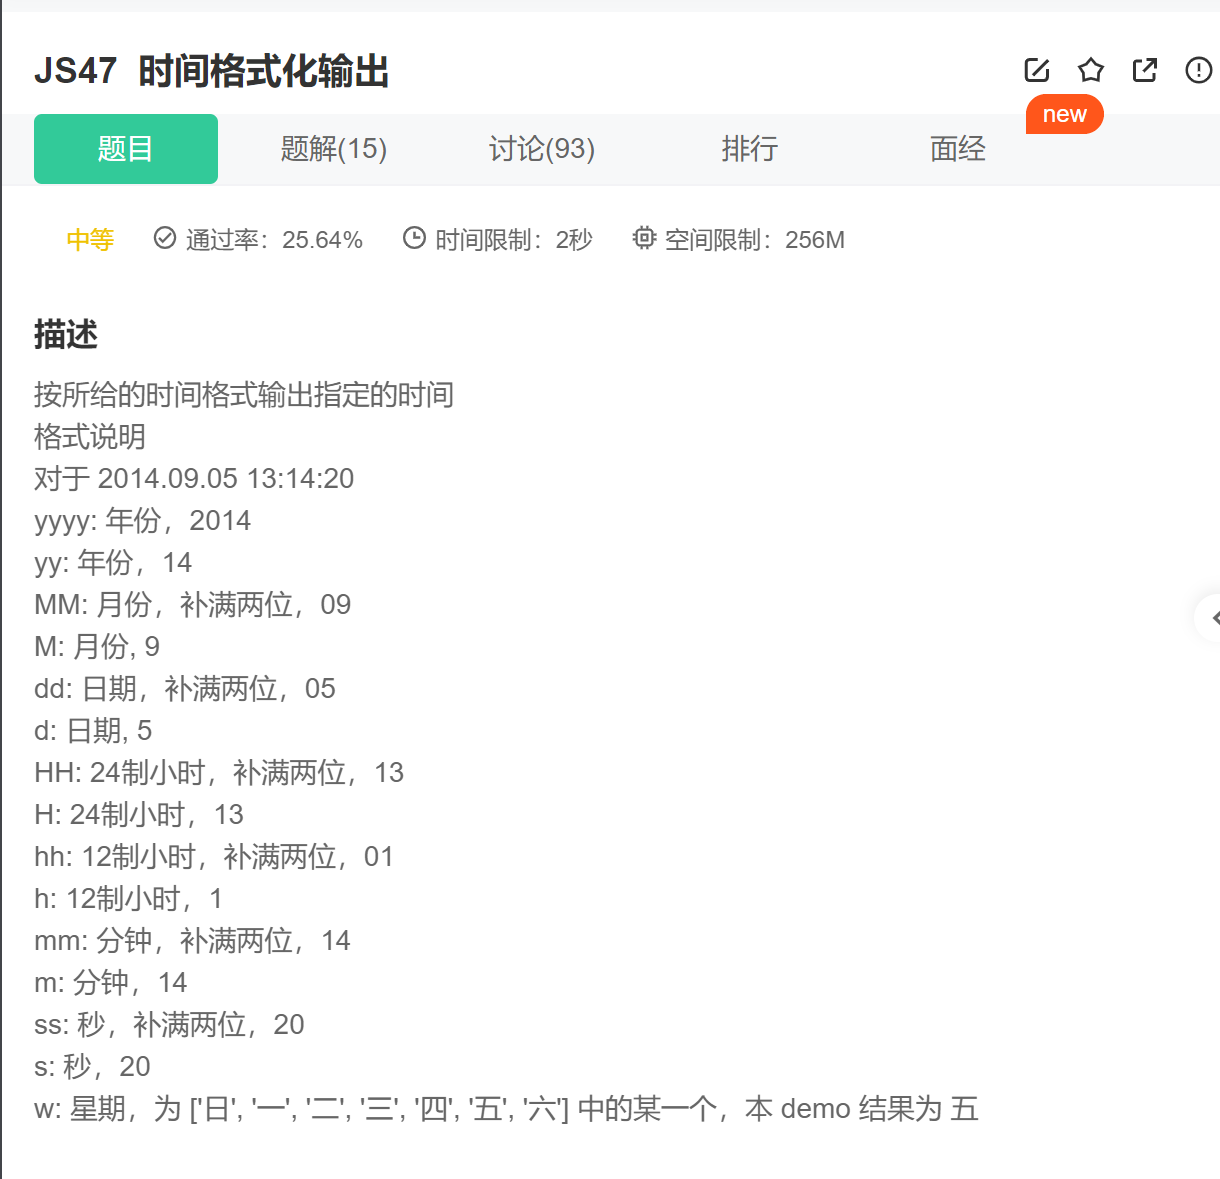 JS47 时间格式化输出
new
题目 题解(15) 讨论(93) 排行 面经
中等 通过率：25.64% 时间限制：2秒 空间限制：256M
描述
按所给的时间格式输出指定的时间
格式说明
对于 2014.09.05 13:14:20
yyyy: 年份，2014
yy: 年份，14
MM: 月份，补满两位，09
M: 月份, 9
dd: 日期，补满两位，05
d: 日期, 5
HH: 24制小时，补满两位，13
H: 24制小时，13
hh: 12制小时，补满两位，01
h: 12制小时，1
mm: 分钟，补满两位，14
m: 分钟，14
ss: 秒，补满两位，20
s: 秒，20
w: 星期，为 ['日', '一', '二', '三', '四', '五', '六'] 中的某一个，本 demo 结果为 五